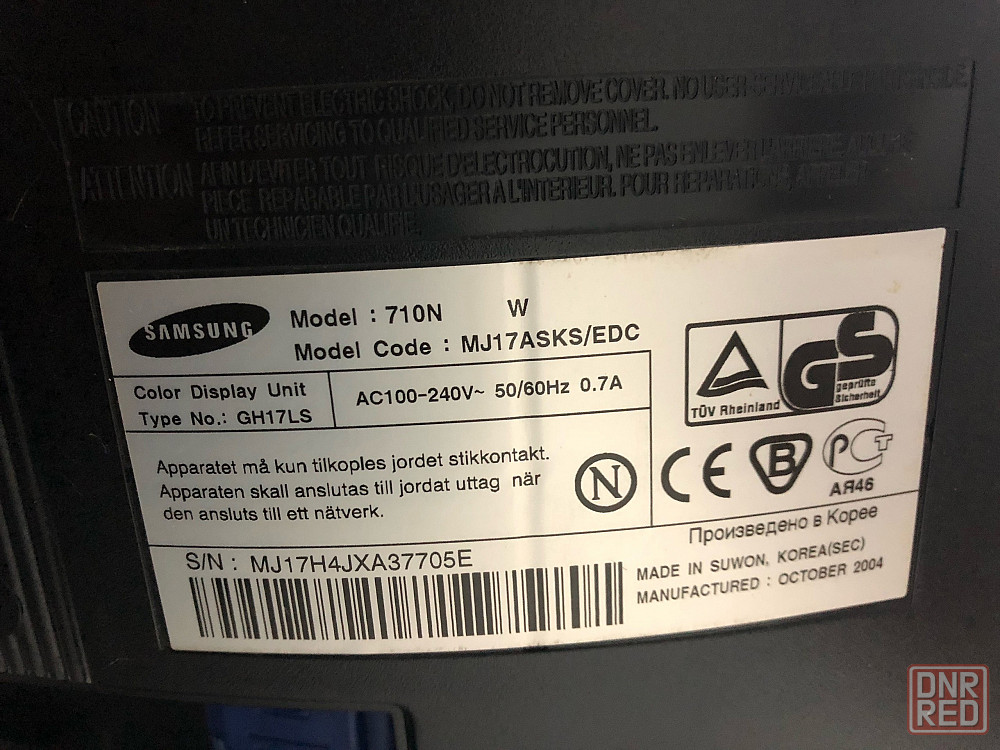 CAUTION TO PREVENT ELECTRIC SHOCK, DO NOT REMOVE COVER. NO USER-SERVICEABLE
REFER SERVICING TO QUALIFIED SERVICE PERSONNEL.
ATTENTION AFIN D'EVITER TOUT RISQUE D'ELECTROCUTION, NE PAS ENLEVER
PIECE REPARABLE PAR L'USAGER A L'INTERIEUR. POUR REPARATION,
UN TECHNICIEN QUALIFIE.
SAMSUNG
Model : 710N W
Model Code : MJ17ASKS/EDC
Color Display Unit
Type No.: GH17LS
AC100-240V~ 50/60Hz 0.7A
TÜV Rheinland
GS
geprüfte
Sicherheit
Apparatet må kun tilkoples jordet stikkontakt.
Apparaten skall anslutas till jordat uttag när
den ansluts till ett nätverk.
N
CE
B
РСТ
АЯ46
Произведено в Корее
S/N : MJ17H4JXA37705E
MADE IN SUWON, KOREA(SEC)
MANUFACTURED : OCTOBER 2004
DNR
RED